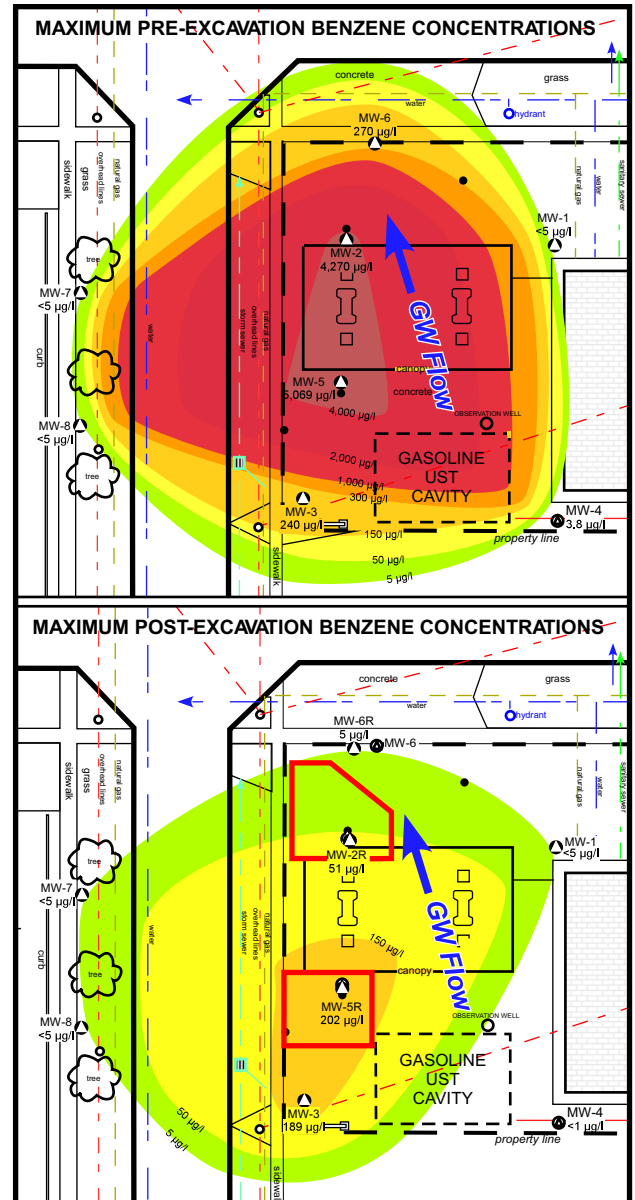 MAXIMUM PRE-EXCAVATION BENZENE CONCENTRATIONS
concrete
grass
water
hydrant
MW-6
270 µg/l
sidewalk
grass
overhead lines
natural gas
natural gas
water
sanitary sewer
MW-1
<5 µg/l
MW-2
4,270 µg/l
tree
MW-7
<5 µg/l
GW Flow
water
storm sewer
overhead lines
natural gas
curb
tree
canopy
MW-5
5,069 µg/l
concrete
4,000 µg/l
OBSERVATION WELL
MW-8
<5 µg/l
tree
2,000 µg/l
1,000 µg/l
300 µg/l
GASOLINE
UST
CAVITY
MW-3
240 µg/l
MW-4
3.8 µg/l
150 µg/l
property line
50 µg/l
5 µg/l
sidewalk
MAXIMUM POST-EXCAVATION BENZENE CONCENTRATIONS
concrete
grass
water
hydrant
MW-6R
5 µg/l
MW-6
sidewalk
grass
overhead lines
natural gas
natural gas
water
sanitary sewer
MW-1
<5 µg/l
MW-2R
51 µg/l
tree
MW-7
<5 µg/l
GW Flow
water
storm sewer
overhead lines
natural gas
curb
150 µg/l
tree
canopy
MW-5R
202 µg/l
OBSERVATION WELL
MW-8
<5 µg/l
tree
GASOLINE
UST
CAVITY
MW-3
189 µg/l
MW-4
<1 µg/l
50 µg/l
5 µg/l
property line
sidewalk